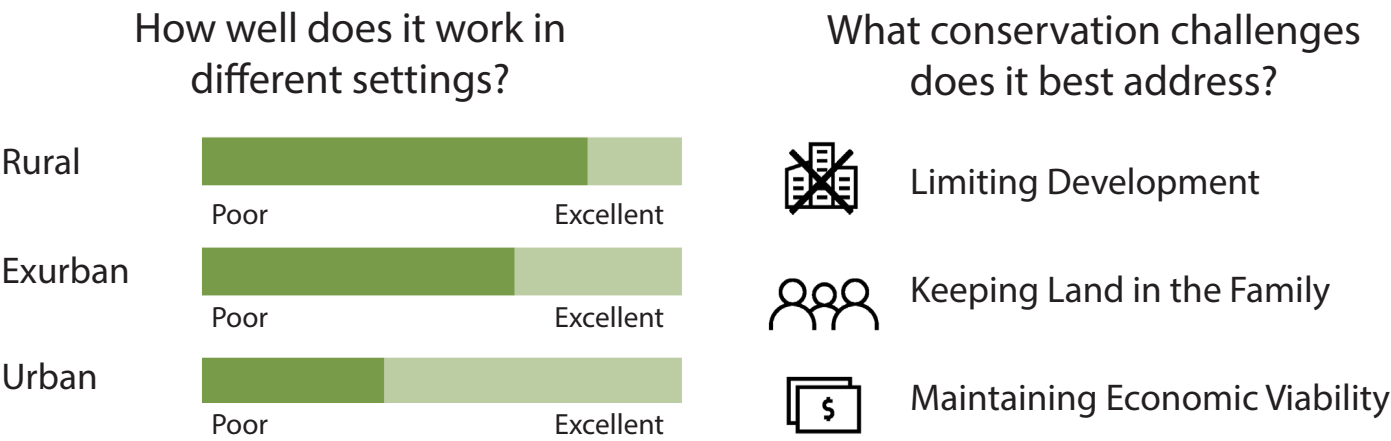 How well does it work in
different settings?
Rural
Poor Excellent
Exurban
Poor Excellent
Urban
Poor Excellent
What conservation challenges
does it best address?
Limiting Development
Keeping Land in the Family
$
Maintaining Economic Viability